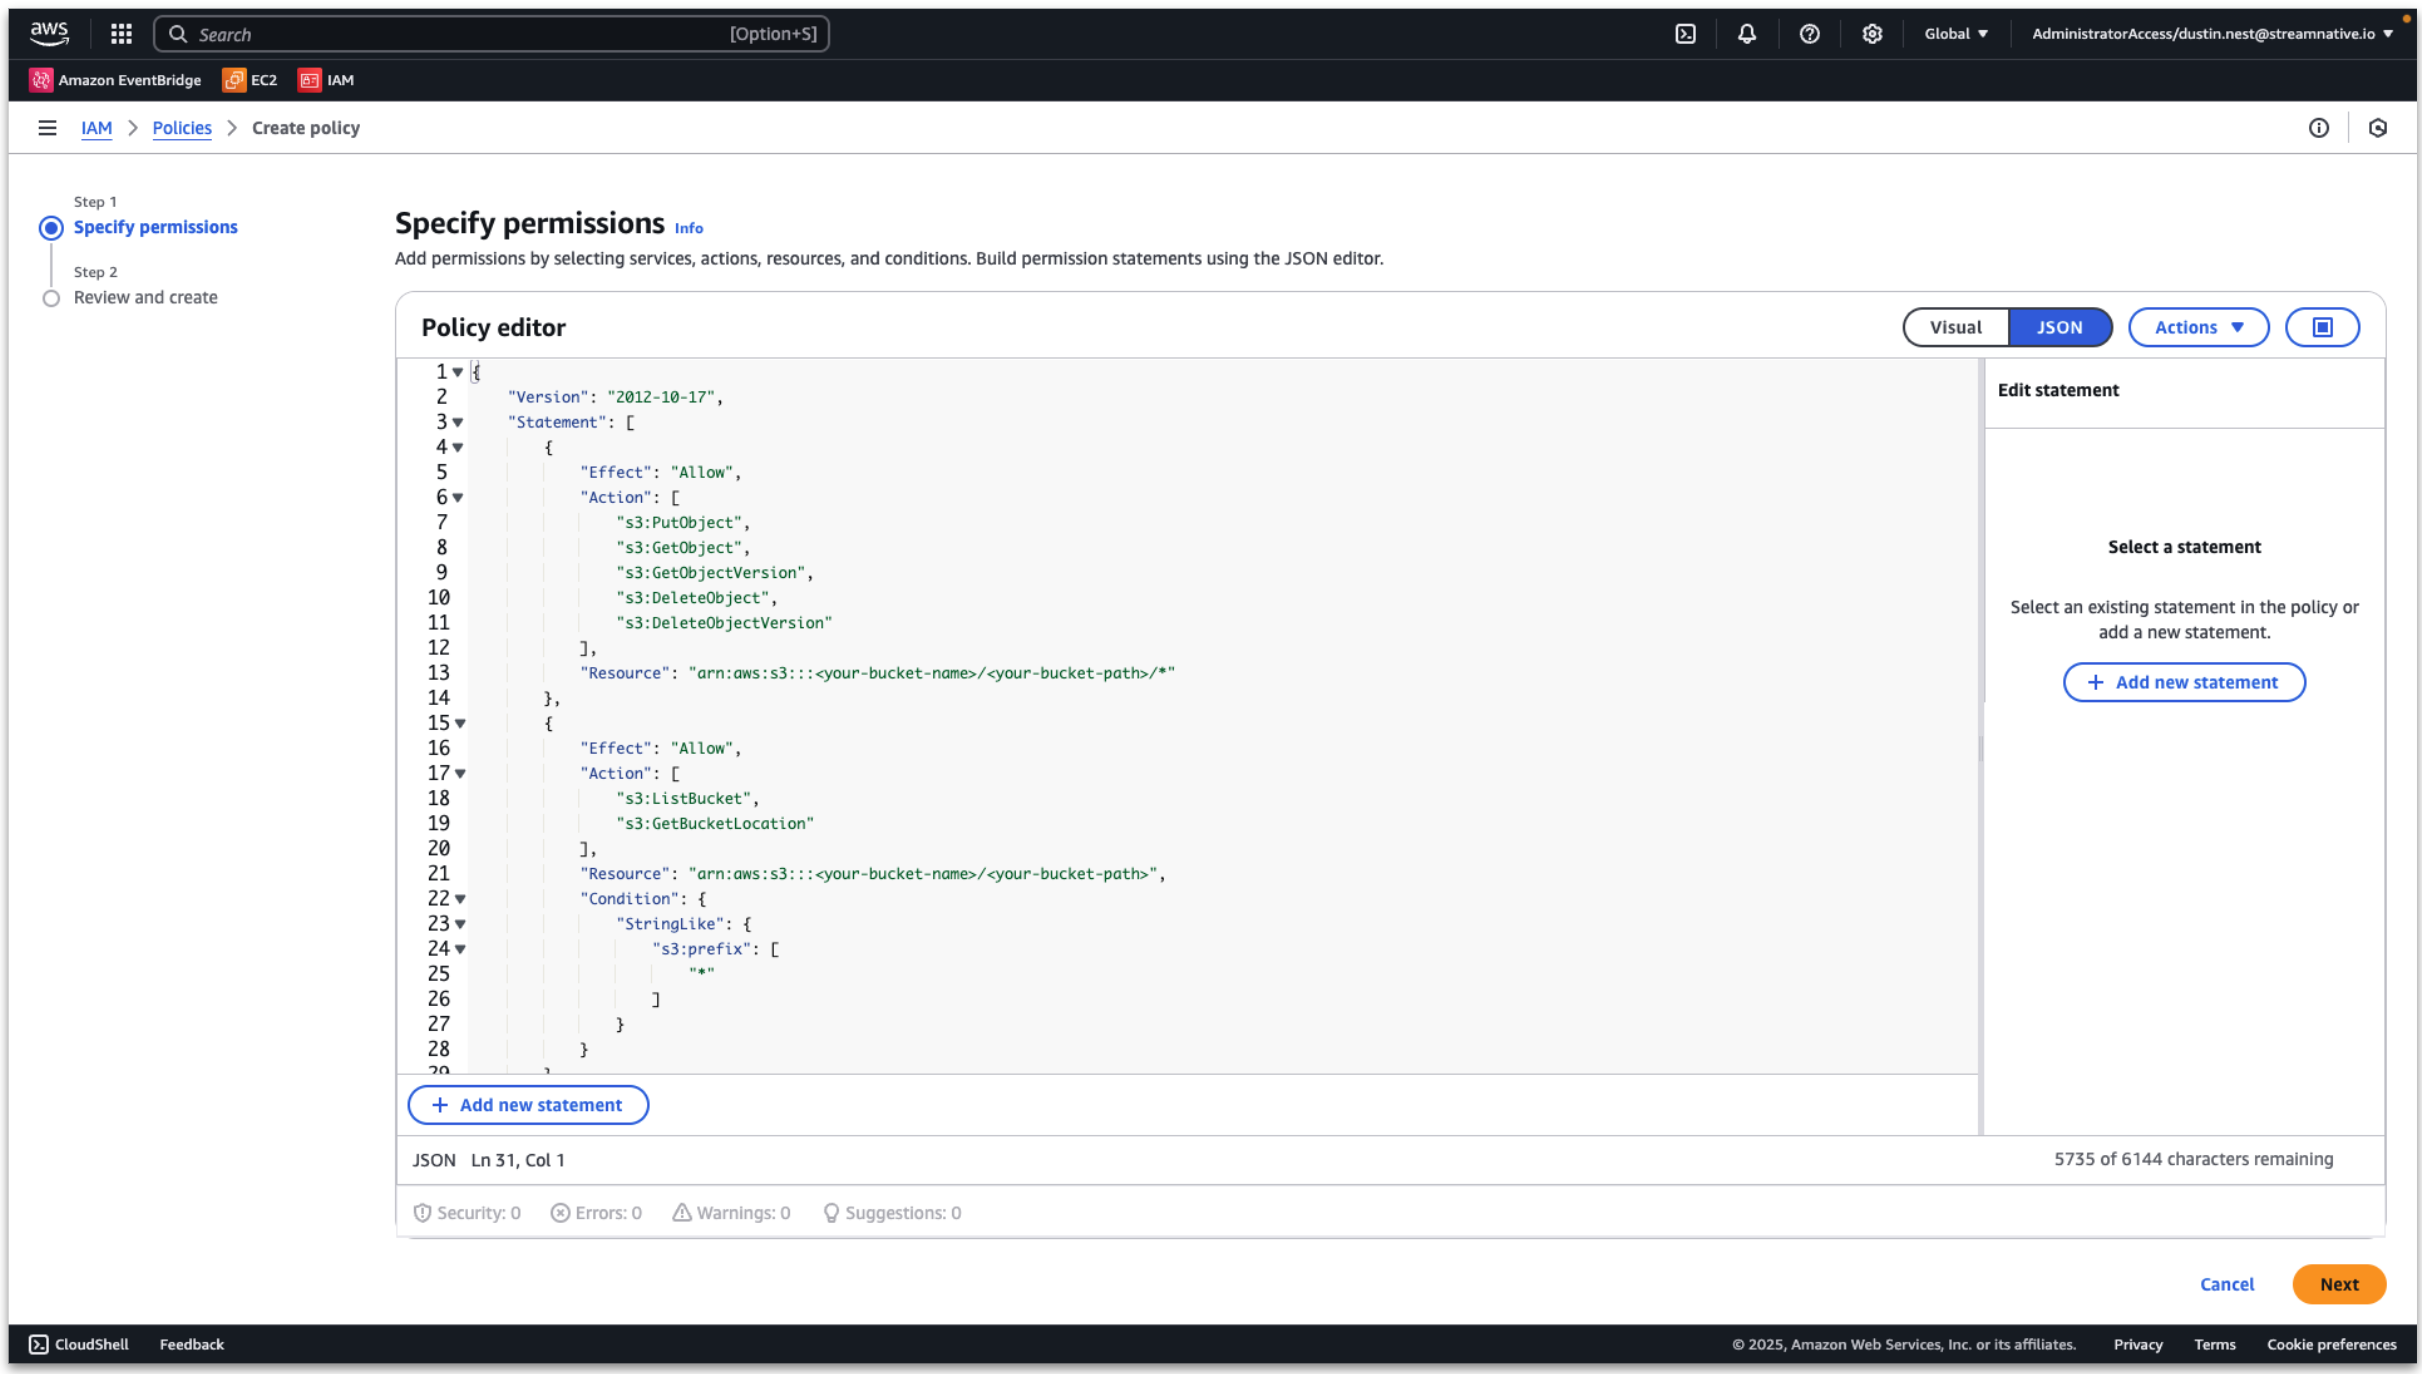 aws
Search [Option+S] Global AdministratorAccess/dustin.nest@streamnative.io
Amazon EventBridge EC2 IAM
IAM Policies Create policy
Step 1
Specify permissions
Step 2
Review and create
Specify permissions Info
Add permissions by selecting services, actions, resources, and conditions. Build permission statements using the JSON editor.
Policy editor
Visual JSON Actions
1 {
2 "Version": "2012-10-17",
3 "Statement": [
4 {
5 "Effect": "Allow",
6 "Action": [
7 "s3:PutObject",
8 "s3:GetObject",
9 "s3:GetObjectVersion",
10 "s3:DeleteObject",
11 "s3:DeleteObjectVersion"
12 ],
13 "Resource": "arn:aws:s3:::<your-bucket-name>/<your-bucket-path>/*"
14 },
15 {
16 "Effect": "Allow",
17 "Action": [
18 "s3:ListBucket",
19 "s3:GetBucketLocation"
20 ],
21 "Resource": "arn:aws:s3:::<your-bucket-name>/<your-bucket-path>",
22 "Condition": {
23 "StringLike": {
24 "s3:prefix": [
25 "*"
26 ]
27 }
28 }
29 }
Edit statement
Select a statement
Select an existing statement in the policy or
add a new statement.
+ Add new statement
+ Add new statement
JSON Ln 31, Col 1
5735 of 6144 characters remaining
Security: 0 Errors: 0 Warnings: 0 Suggestions: 0
Cancel Next
CloudShell Feedback
© 2025, Amazon Web Services, Inc. or its affiliates. Privacy Terms Cookie preferences